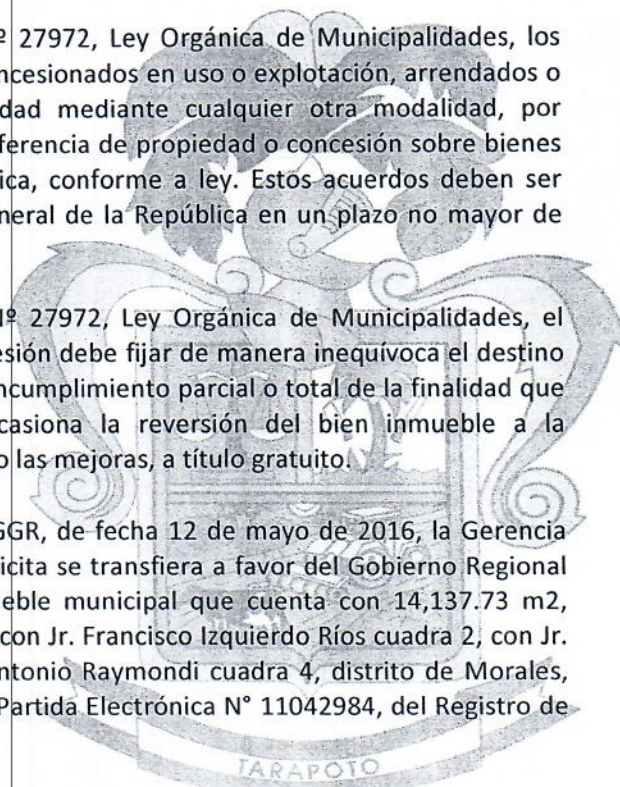 º 27972, Ley Orgánica de Municipalidades, los
ncesionados en uso o explotación, arrendados o
dad mediante cualquier otra modalidad, por
ferencia de propiedad o concesión sobre bienes
ica, conforme a ley. Estos acuerdos deben ser
neral de la República en un plazo no mayor de
Nº 27972, Ley Orgánica de Municipalidades, el
esión debe fijar de manera inequívoca el destino
ncumplimiento parcial o total de la finalidad que
casiona la reversión del bien inmueble a la
o las mejoras, a título gratuito.
GGR, de fecha 12 de mayo de 2016, la Gerencia
icita se transfiera a favor del Gobierno Regional
ueble municipal que cuenta con 14,137.73 m2,
con Jr. Francisco Izquierdo Ríos cuadra 2, con Jr.
ntonio Raymondi cuadra 4, distrito de Morales,
Partida Electrónica N° 11042984, del Registro de
TARAPOTO